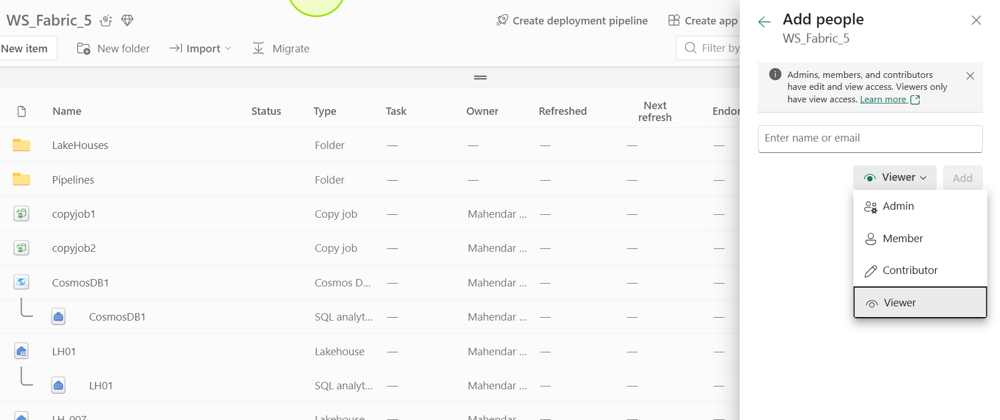 WS_Fabric_5
Create deployment pipeline
Create app
New item
New folder
Import
Migrate
Filter by
Name Status Type Task Owner Refreshed Next refresh Endor
LakeHouses Folder — — — — —
Pipelines Folder — — — — —
copyjob1 Copy job — Mahendar ... — — —
copyjob2 Copy job — Mahendar ... — — —
CosmosDB1 Cosmos D... — Mahendar ... — — —
CosmosDB1 SQL analyt... — Mahendar ... — — —
LH01 Lakehouse — Mahendar ... — — —
LH01 SQL analyt... — Mahendar ... — — —
LH_007 Lakehouse — Mahendar ... — — —
Add people
WS_Fabric_5
Admins, members, and contributors
have edit and view access. Viewers only
have view access. Learn more
Enter name or email
Viewer
Add
Admin
Member
Contributor
Viewer